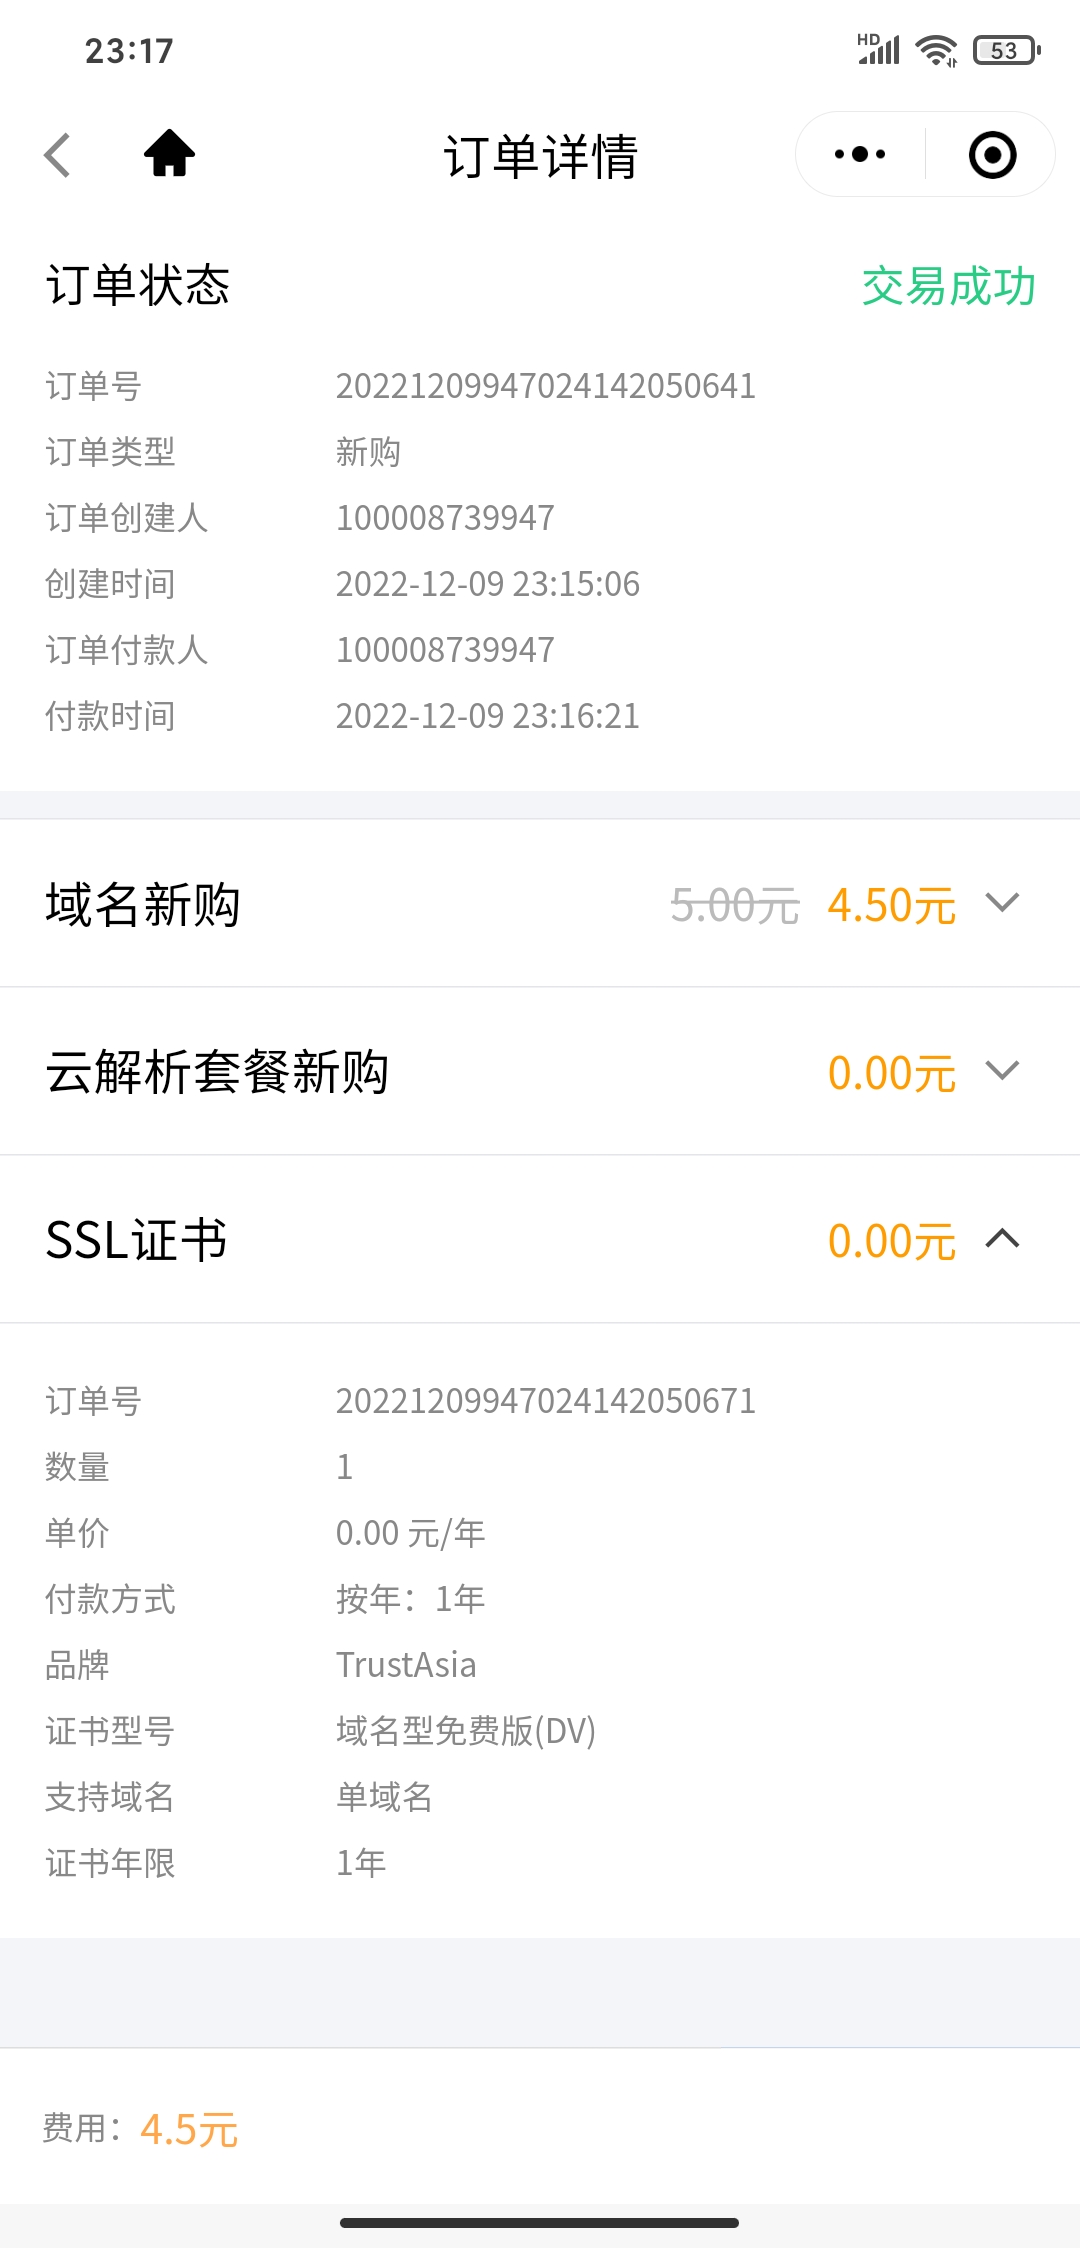 23:17
HD 53
订单详情
订单状态 交易成功
订单号 20221209947024142050641
订单类型 新购
订单创建人 100008739947
创建时间 2022-12-09 23:15:06
订单付款人 100008739947
付款时间 2022-12-09 23:16:21
域名新购 5.00元 4.50元
云解析套餐新购 0.00元
SSL证书 0.00元
订单号 20221209947024142050671
数量 1
单价 0.00 元/年
付款方式 按年：1年
品牌 TrustAsia
证书型号 域名型免费版(DV)
支持域名 单域名
证书年限 1年
费用：4.5元